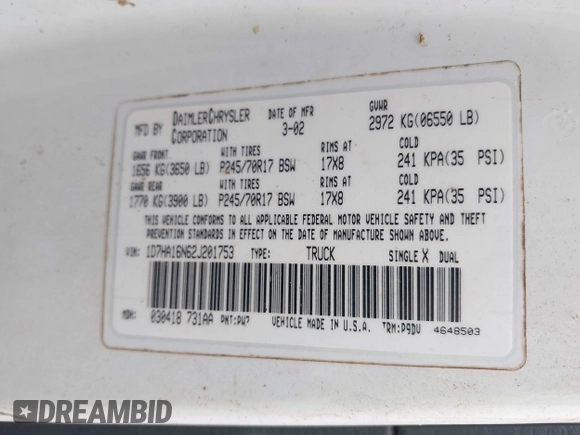 MFD BY DAIMLERCHRYSLER CORPORATION DATE OF MFR 3-02 GVWR 2972 KG(06550 LB)
GAWR FRONT WITH TIRES RIMS AT COLD
1656 KG(3650 LB) P245/70R17 BSW 17X8 241 KPA(35 PSI)
GAWR REAR WITH TIRES RIMS AT COLD
1770 KG(3900 LB) P245/70R17 BSW 17X8 241 KPA(35 PSI)
THIS VEHICLE CONFORMS TO ALL APPLICABLE FEDERAL MOTOR VEHICLE SAFETY AND THEFT
PREVENTION STANDARDS IN EFFECT ON THE DATE OF MANUFACTURE SHOWN ABOVE.
VIN: 1D7HA16N62J201753 TYPE: TRUCK SINGLE X DUAL
MDH: 030418 731AA PNT:PW7 VEHICLE MADE IN U.S.A. TRM:P9DV 4648503
DREAMBID